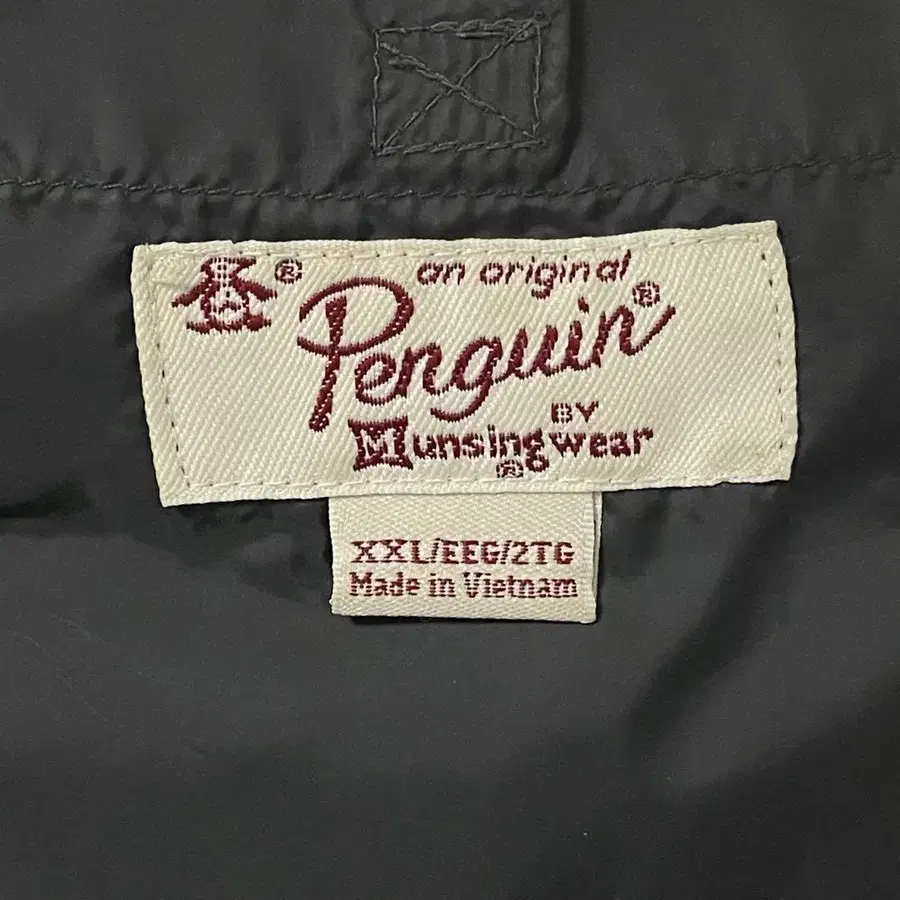 ® an original
Penguin®
BY
Munsingwear
®
XXL/EEG/2TG
Made in Vietnam